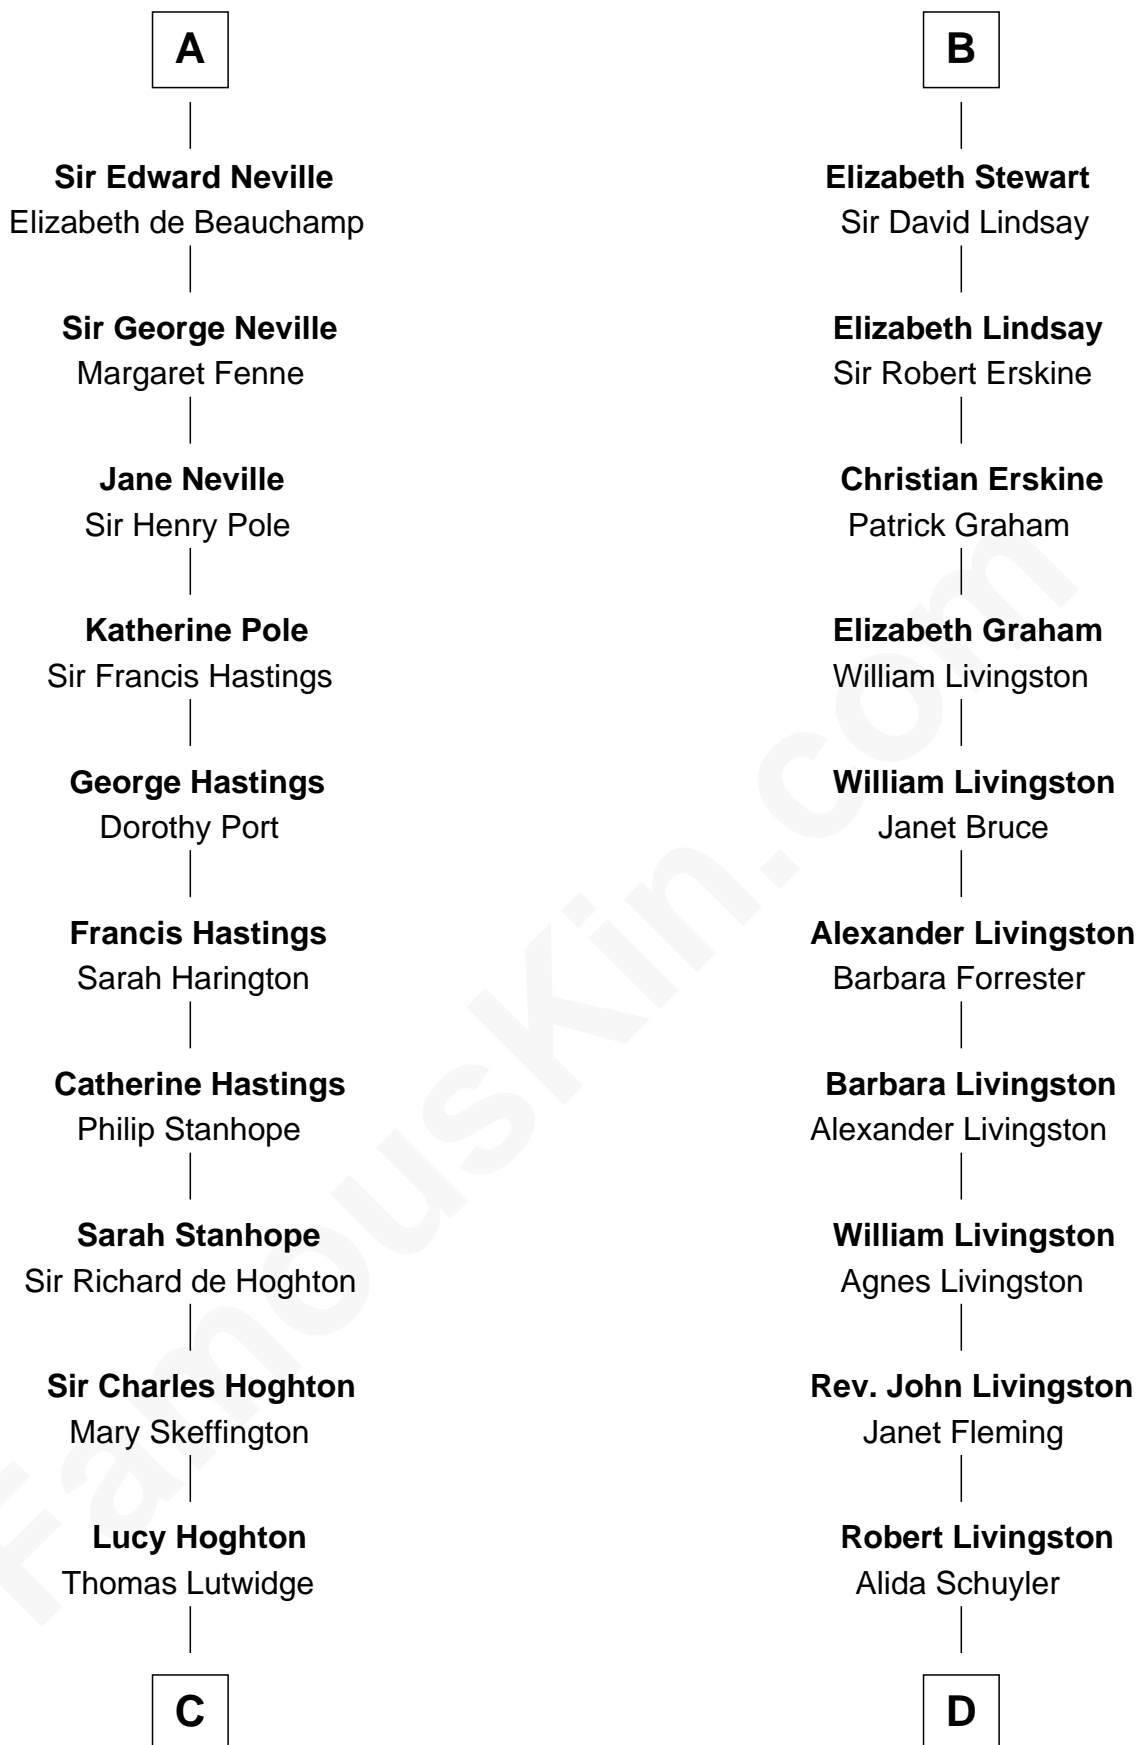 A
Sir Edward Neville
Elizabeth de Beauchamp
Sir George Neville
Margaret Fenne
Jane Neville
Sir Henry Pole
Katherine Pole
Sir Francis Hastings
George Hastings
Dorothy Port
Francis Hastings
Sarah Harington
Catherine Hastings
Philip Stanhope
Sarah Stanhope
Sir Richard de Hoghton
Sir Charles Hoghton
Mary Skeffington
Lucy Hoghton
Thomas Lutwidge
C
B
Elizabeth Stewart
Sir David Lindsay
Elizabeth Lindsay
Sir Robert Erskine
Christian Erskine
Patrick Graham
Elizabeth Graham
William Livingston
William Livingston
Janet Bruce
Alexander Livingston
Barbara Forrester
Barbara Livingston
Alexander Livingston
William Livingston
Agnes Livingston
Rev. John Livingston
Janet Fleming
Robert Livingston
Alida Schuyler
D
FamousKin.com